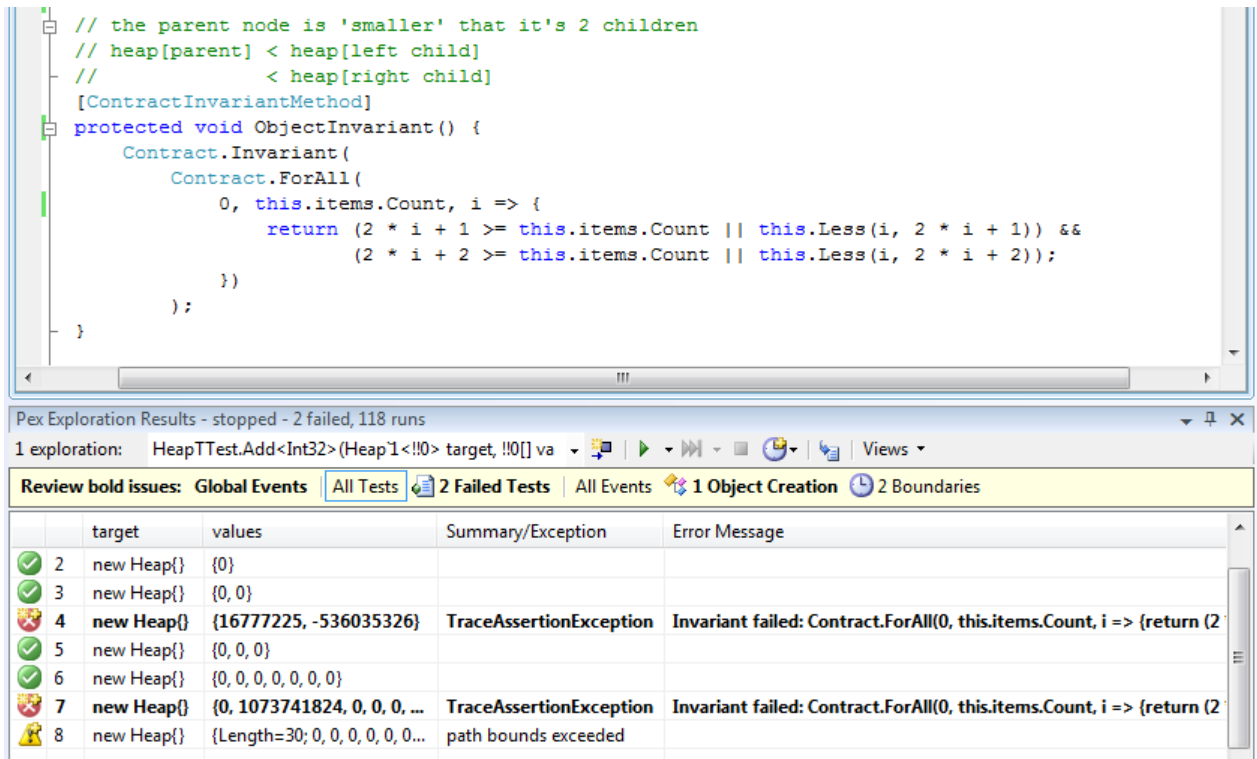 // the parent node is 'smaller' that it's 2 children
// heap[parent] < heap[left child]
//              < heap[right child]
[ContractInvariantMethod]
protected void ObjectInvariant() {
    Contract.Invariant(
        Contract.ForAll(
            0, this.items.Count, i => {
                return (2 * i + 1 >= this.items.Count || this.Less(i, 2 * i + 1)) &&
                       (2 * i + 2 >= this.items.Count || this.Less(i, 2 * i + 2));
            })
        );
}
Pex Exploration Results - stopped - 2 failed, 118 runs
1 exploration: HeapTTest.Add<Int32>(Heap`1<!!0> target, !!0[] va Views
Review bold issues: Global Events All Tests 2 Failed Tests All Events 1 Object Creation 2 Boundaries
target values Summary/Exception Error Message
2 new Heap{} {0}
3 new Heap{} {0, 0}
4 new Heap{} {16777225, -536035326} TraceAssertionException Invariant failed: Contract.ForAll(0, this.items.Count, i => {return (2
5 new Heap{} {0, 0, 0}
6 new Heap{} {0, 0, 0, 0, 0, 0, 0}
7 new Heap{} {0, 1073741824, 0, 0, 0, ... TraceAssertionException Invariant failed: Contract.ForAll(0, this.items.Count, i => {return (2
8 new Heap{} {Length=30; 0, 0, 0, 0, 0, 0... path bounds exceeded